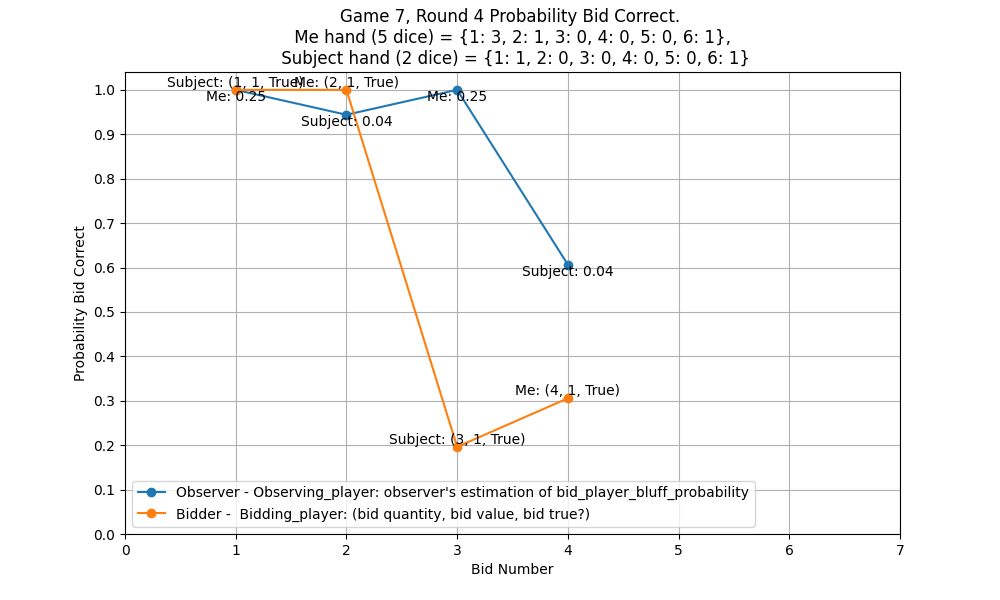 Game 7, Round 4 Probability Bid Correct.
Me hand (5 dice) = {1: 3, 2: 1, 3: 0, 4: 0, 5: 0, 6: 1},
Subject hand (2 dice) = {1: 1, 2: 0, 3: 0, 4: 0, 5: 0, 6: 1}
Subject: (1, 1, True)
Me: (2, 1, True)
Me: 0.25
Me: 0.25
Subject: 0.04
Subject: 0.04
Me: (4, 1, True)
Subject: (3, 1, True)
1.0
0.9
0.8
0.7
0.6
0.5
0.4
0.3
0.2
0.1
0.0
Probability Bid Correct
Observer - Observing_player: observer's estimation of bid_player_bluff_probability
Bidder -  Bidding_player: (bid quantity, bid value, bid true?)
0 1 2 3 4 5 6 7
Bid Number